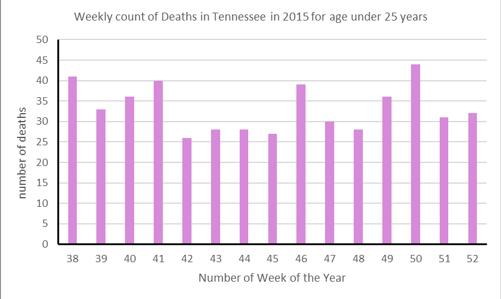 Weekly count of Deaths in Tennessee in 2015 for age under 25 years
50
45
40
35
30
25
20
15
10
5
0
number of deaths
38 39 40 41 42 43 44 45 46 47 48 49 50 51 52
Number of Week of the Year